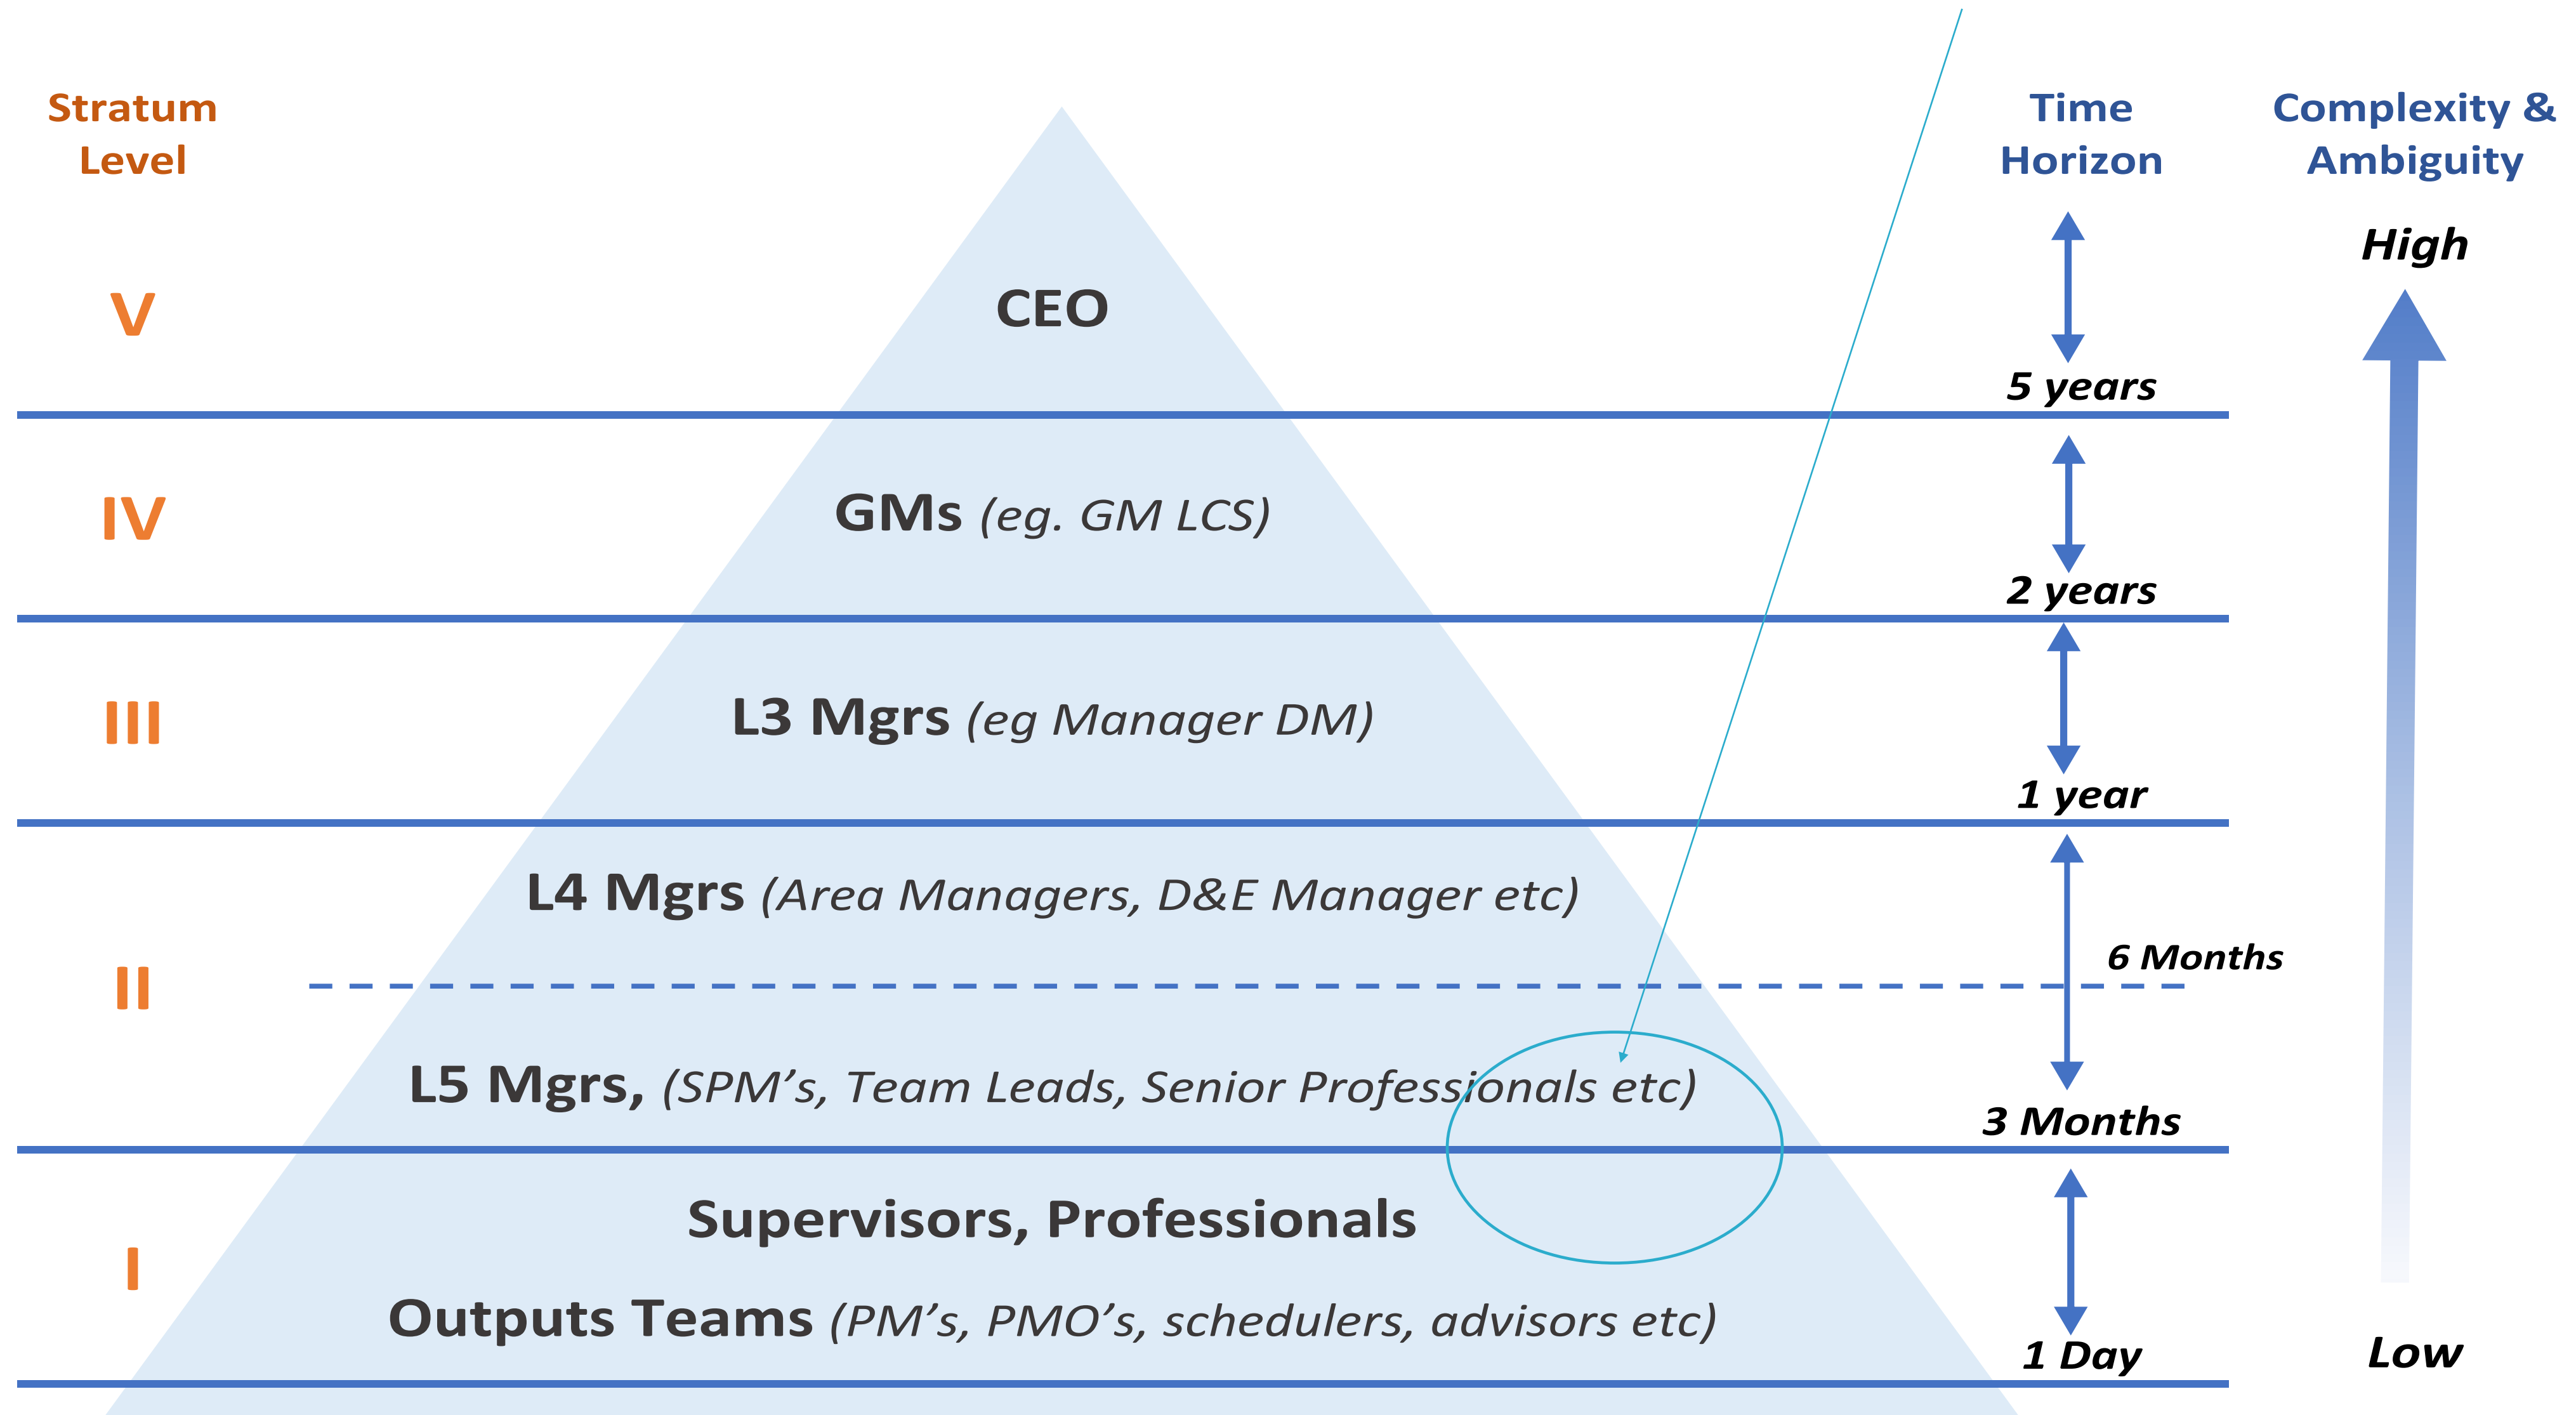 Stratum
Level
Time
Horizon
Complexity &
Ambiguity
High
V
CEO
5 years
IV
GMs (eg. GM LCS)
2 years
III
L3 Mgrs (eg Manager DM)
1 year
L4 Mgrs (Area Managers, D&E Manager etc)
II
6 Months
L5 Mgrs, (SPM’s, Team Leads, Senior Professionals etc)
3 Months
Supervisors, Professionals
I
Outputs Teams (PM’s, PMO’s, schedulers, advisors etc)
1 Day
Low